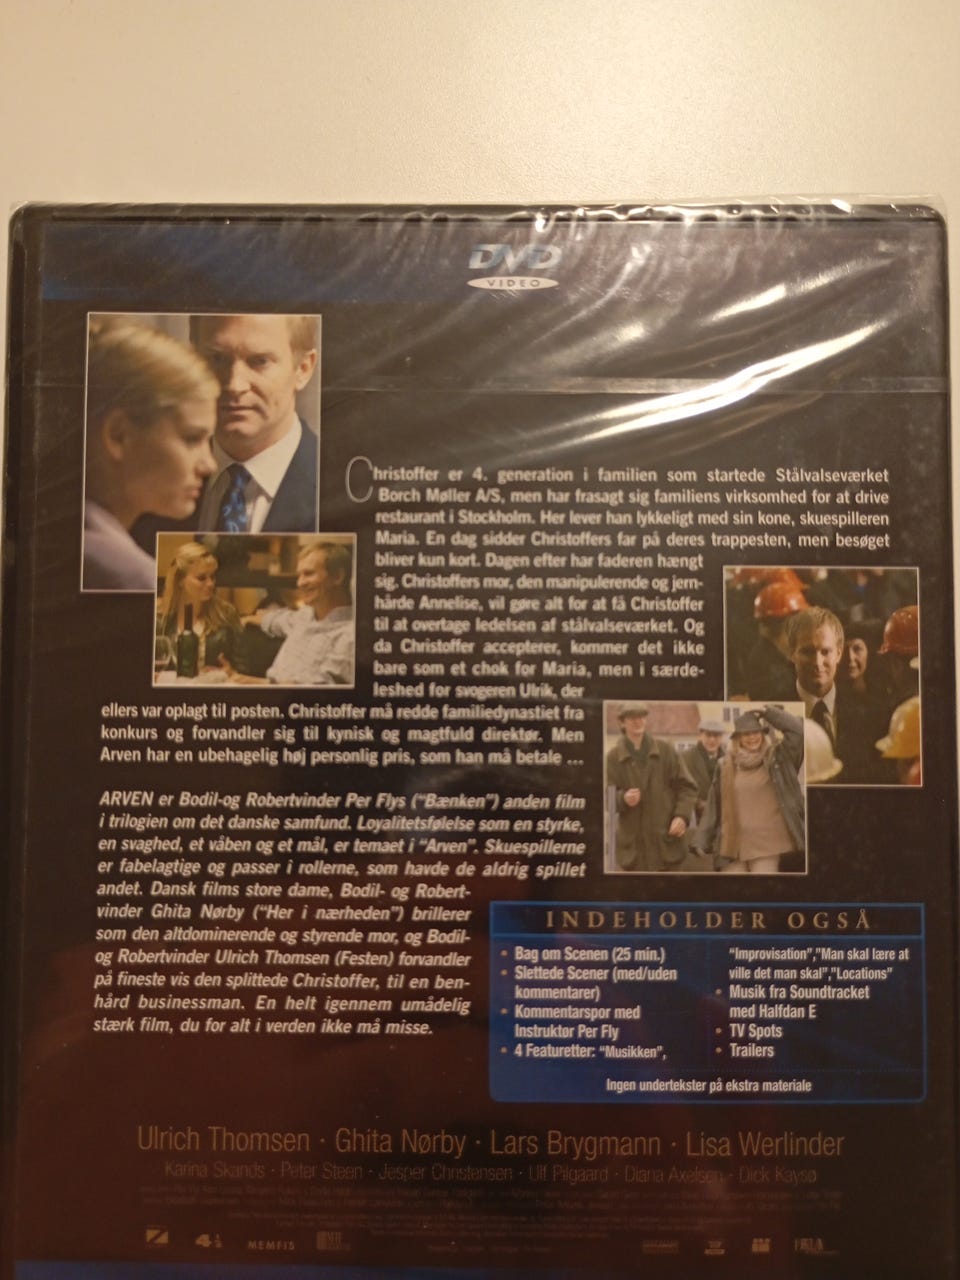 DVD
VIDEO
Christoffer er 4. generation i familien som startede Stålvalseværket
Borch Møller A/S, men har frasagt sig familiens virksomhed for at drive
restaurant i Stockholm. Her lever han lykkeligt med sin kone, skuespilleren
Maria. En dag sidder Christoffers far på deres trappesten, men besøget
bliver kun kort. Dagen efter har faderen hængt
sig. Christoffers mor, den manipulerende og jern-
hårde Annelise, vil gøre alt for at få Christoffer
til at overtage ledelsen af stålvalseværket. Og
da Christoffer accepterer, kommer det ikke
bare som et chok for Maria, men i særde-
leshed for svogeren Ulrik, der
ellers var oplagt til posten. Christoffer må redde familiedynastiet fra
konkurs og forvandler sig til kynisk og magtfuld direktør. Men
Arven har en ubehagelig høj personlig pris, som han må betale ...
ARVEN er Bodil-og Robertvinder Per Flys ("Bænken") anden film
i trilogien om det danske samfund. Loyalitetsfølelse som en styrke,
en svaghed, et våben og et mål, er temaet i "Arven". Skuespillerne
er fabelagtige og passer i rollerne, som havde de aldrig spillet
andet. Dansk films store dame, Bodil- og Robert-
vinder Ghita Nørby ("Her i nærheden") brillerer
som den altdominerende og styrende mor, og Bodil-
og Robertvinder Ulrich Thomsen (Festen) forvandler
på fineste vis den splittede Christoffer, til en ben-
hård businessman. En helt igennem umådelig
stærk film, du for alt i verden ikke må misse.
INDEHOLDER OGSÅ
• Bag om Scenen (25 min.)
• Slettede Scener (med/uden
kommentarer)
• Kommentarspor med
Instruktør Per Fly
• 4 Featuretter: "Musikken",
"Improvisation","Man skal lære at
ville det man skal","Locations"
• Musik fra Soundtracket
med Halfdan E
• TV Spots
• Trailers
Ingen undertekster på ekstra materiale
Ulrich Thomsen · Ghita Nørby · Lars Brygmann · Lisa Werlinder
Karina Skands · Peter Steen · Jesper Christensen · Ulf Pilgaard · Diana Axelsen · Dick Kaysø
MEMFIS